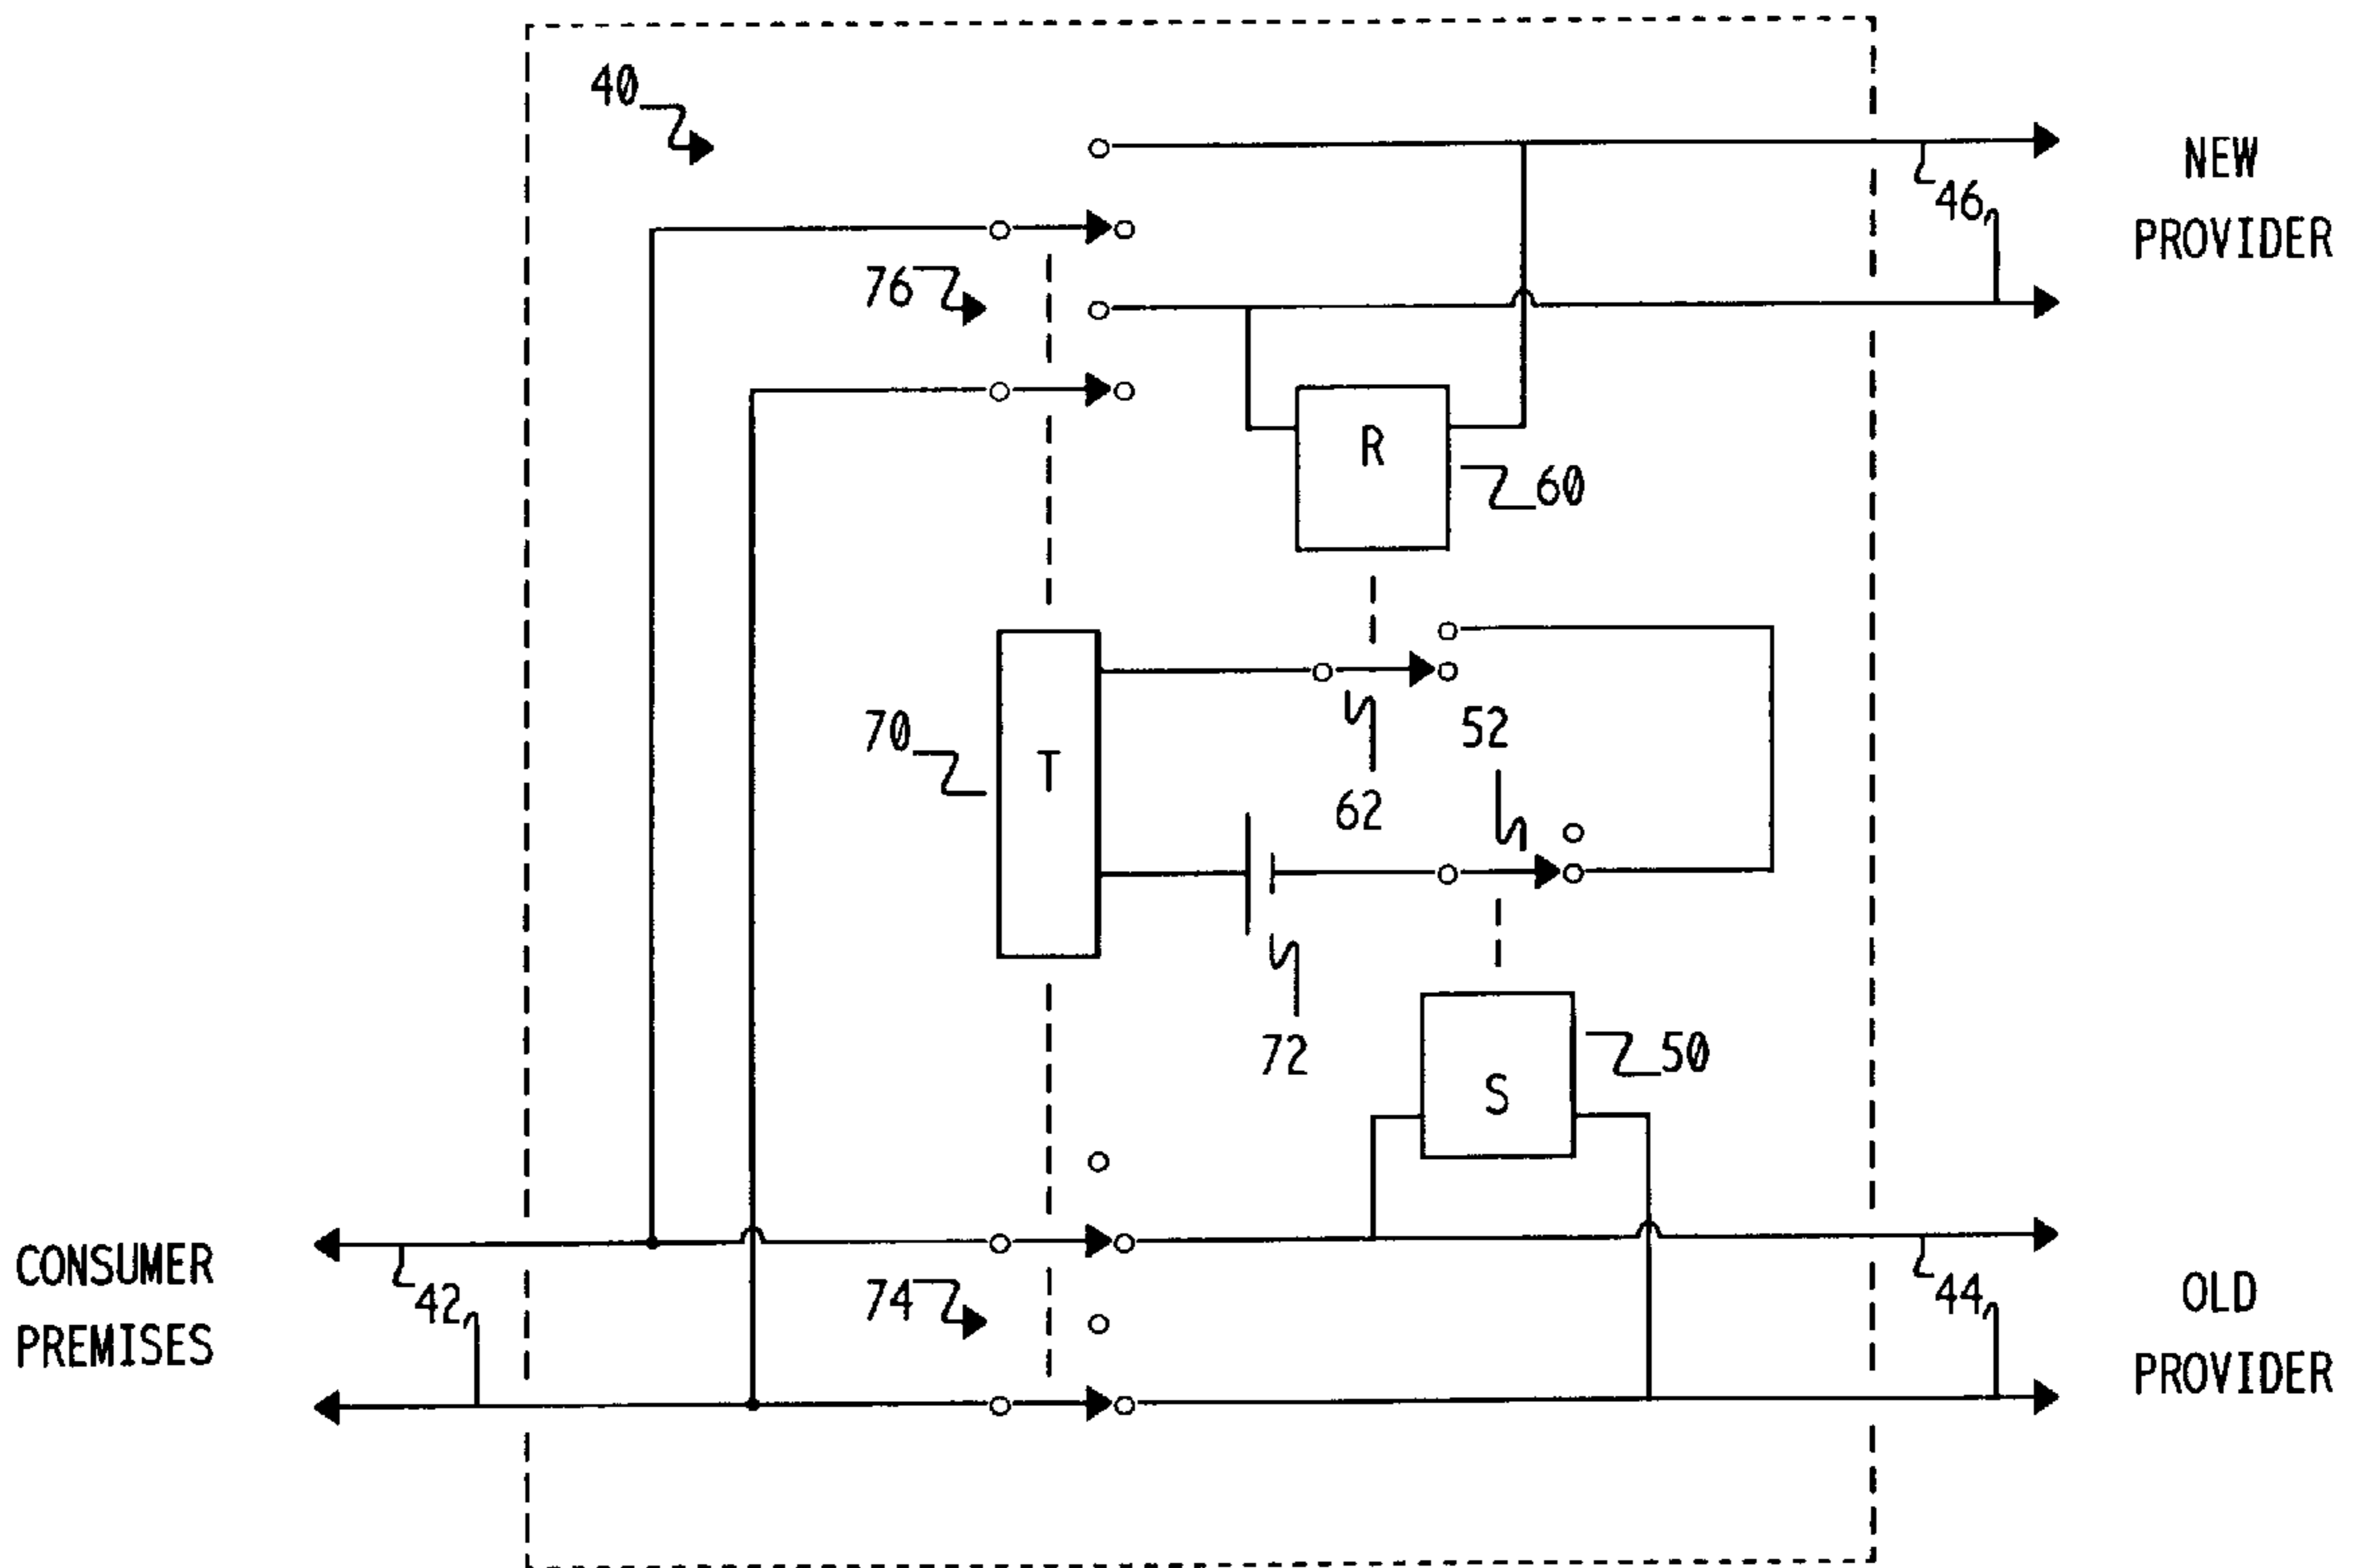 40
NEW
PROVIDER
46
76
R
60
70
T
52
62
72
S
50
CONSUMER
PREMISES
42
74
44
OLD
PROVIDER